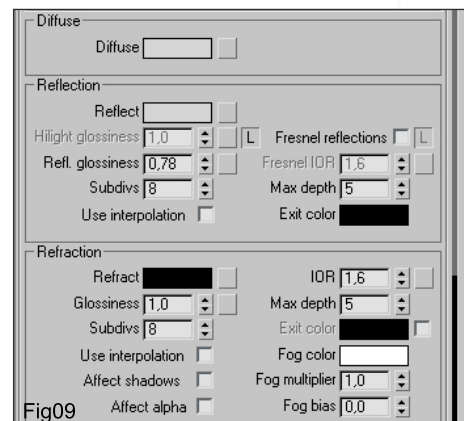 Diffuse
Diffuse
Reflection
Reflect
Hilight glossiness 1,0 L Fresnel reflections L
Refl. glossiness 0,78 Fresnel IOR 1,6
Subdivs 8 Max depth 5
Use interpolation Exit color
Refraction
Refract IOR 1,6
Glossiness 1,0 Max depth 5
Subdivs 8 Exit color
Use interpolation Fog color
Affect shadows Fog multiplier 1,0
Fig09 Affect alpha Fog bias 0,0